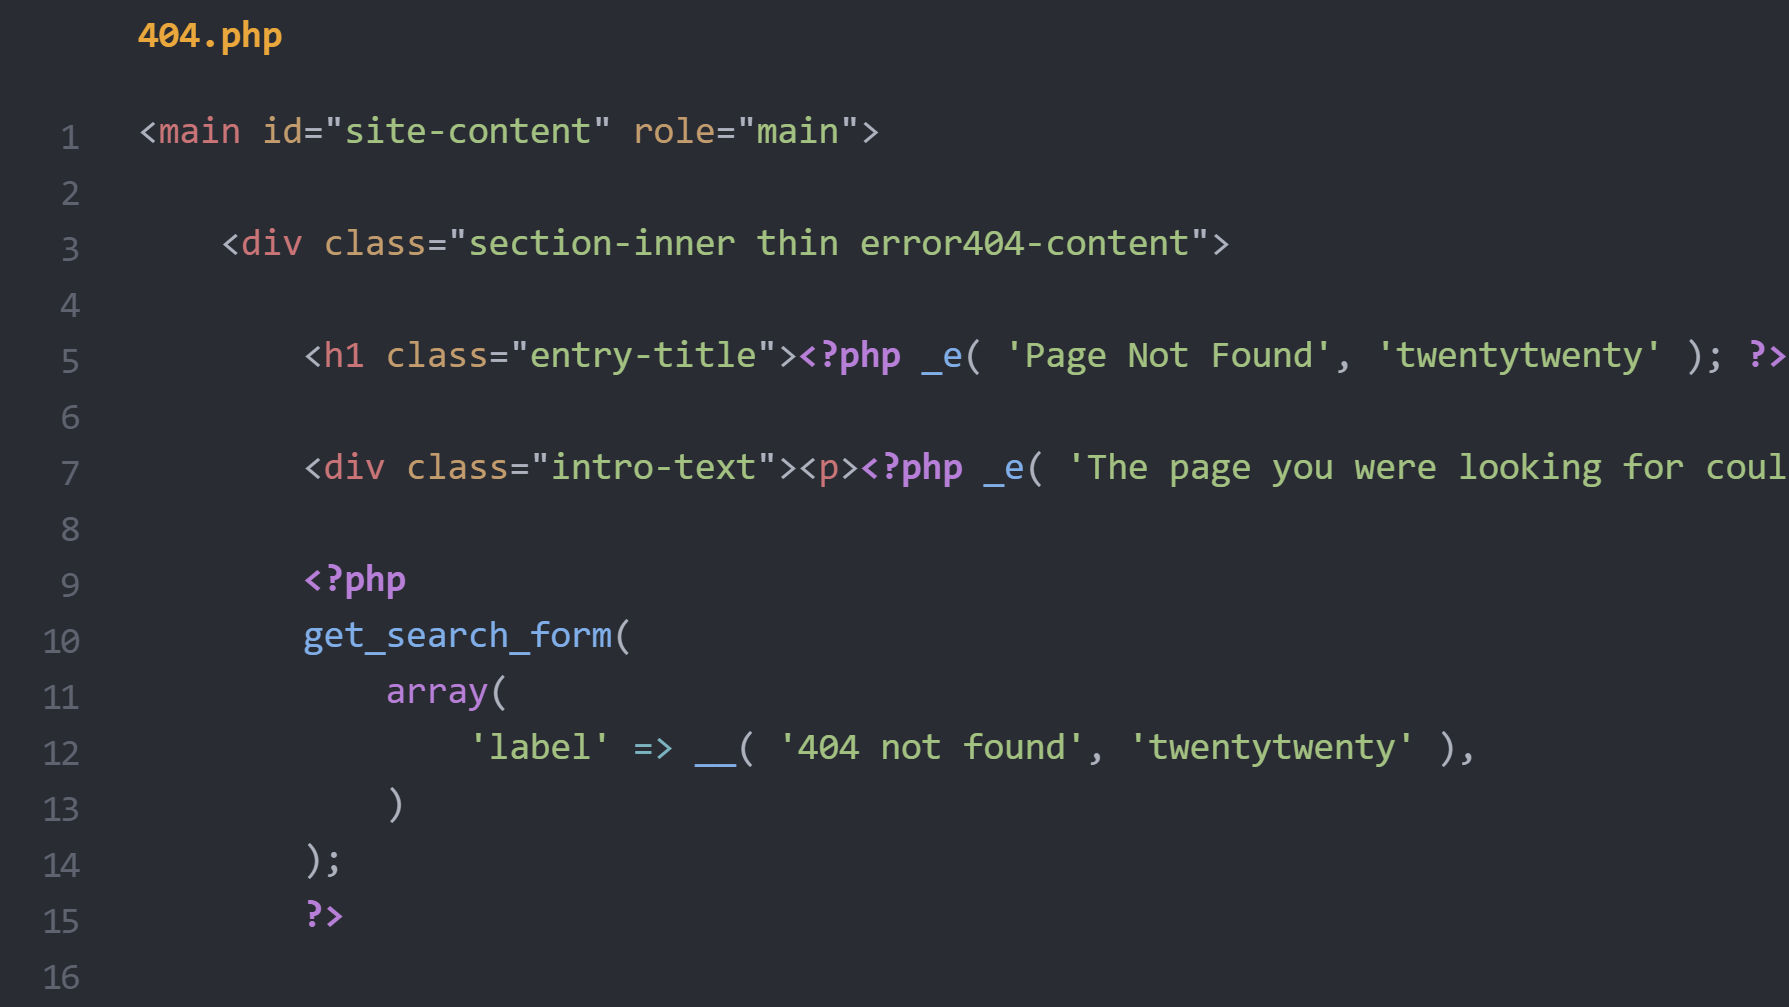 404.php
1 <main id="site-content" role="main">
2
3 <div class="section-inner thin error404-content">
4
5 <h1 class="entry-title"><?php _e( 'Page Not Found', 'twentytwenty' ); ?>
6
7 <div class="intro-text"><p><?php _e( 'The page you were looking for coul
8
9 <?php
10 get_search_form(
11 array(
12 'label' => __( '404 not found', 'twentytwenty' ),
13 )
14 );
15 ?>
16